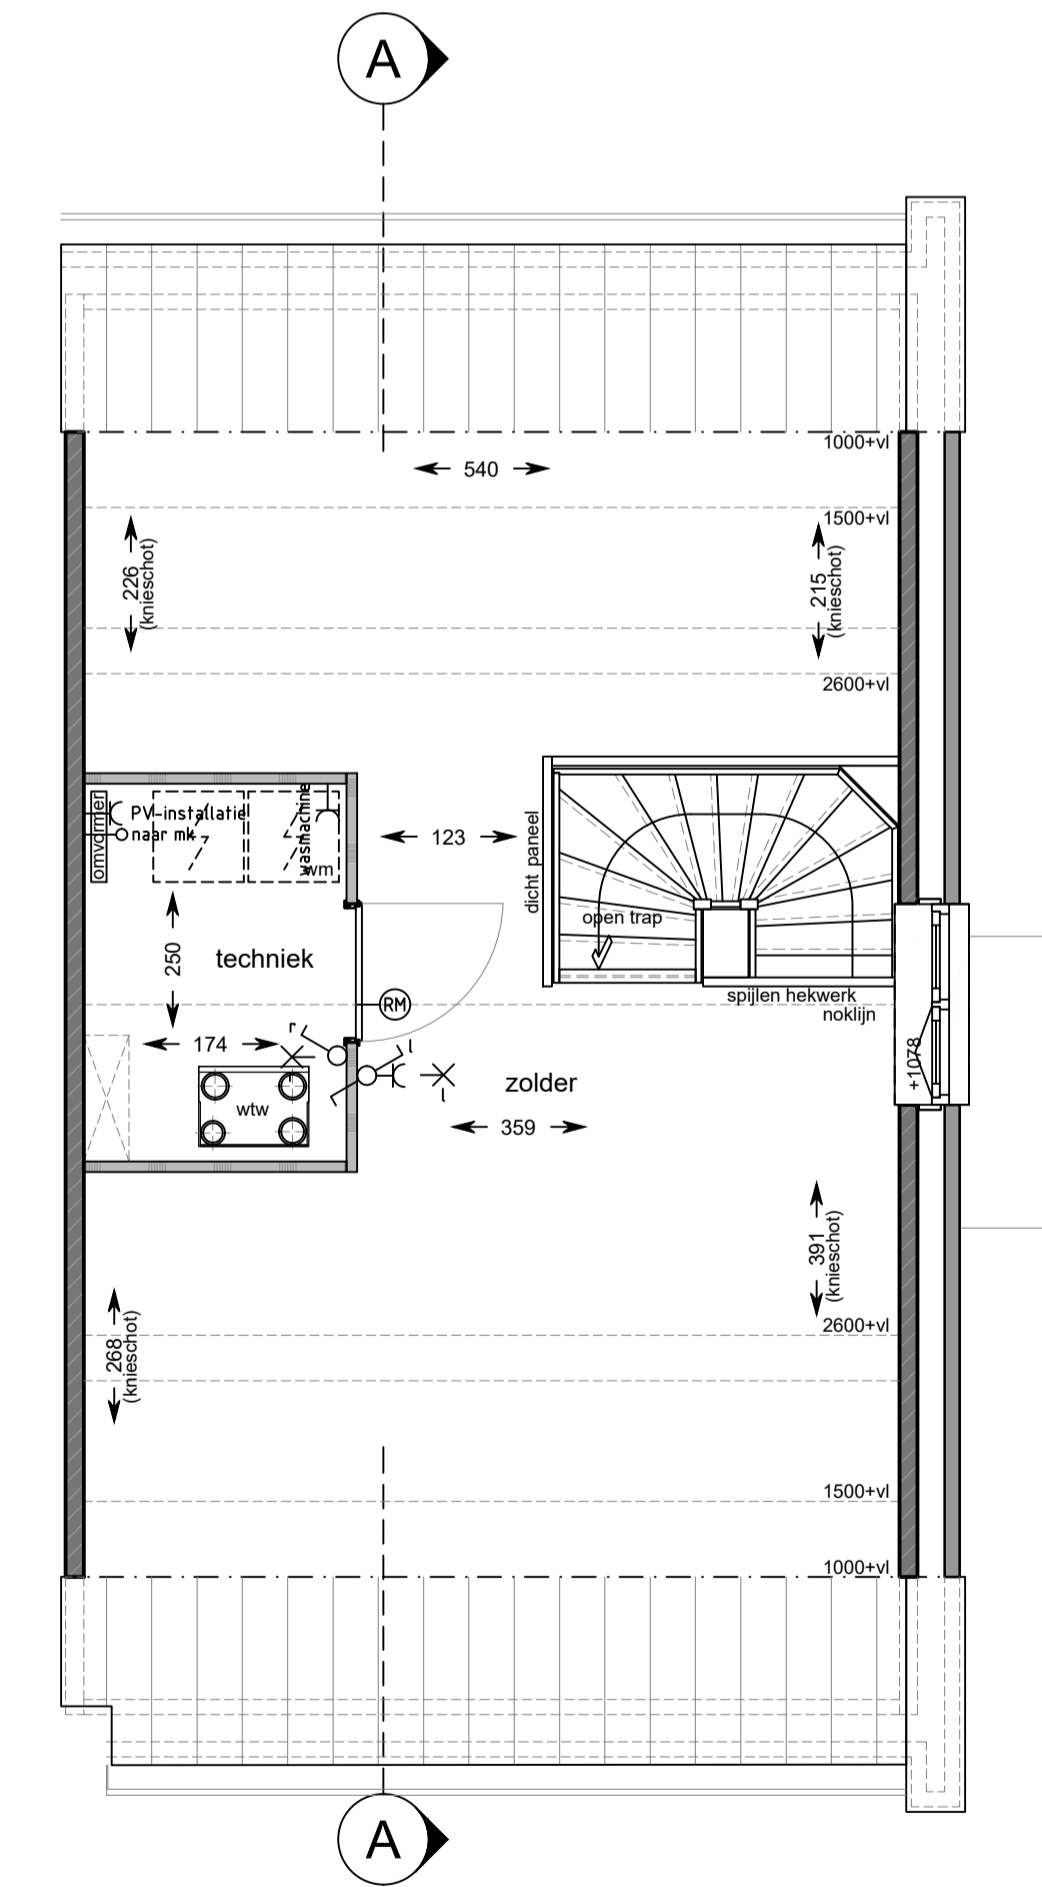 A
1000+vl
540
1500+vl
226
(knieschot)
215
(knieschot)
2600+vl
omvormer
PV-installatie
naar mk
wasmachine
wm
123
dicht paneel
open trap
techniek
250
spijlen hekwerk
noklijn
RM
+1078
174
r
l
l
wtw
zolder
359
391
(knieschot)
2600+vl
268
(knieschot)
1500+vl
1000+vl
A